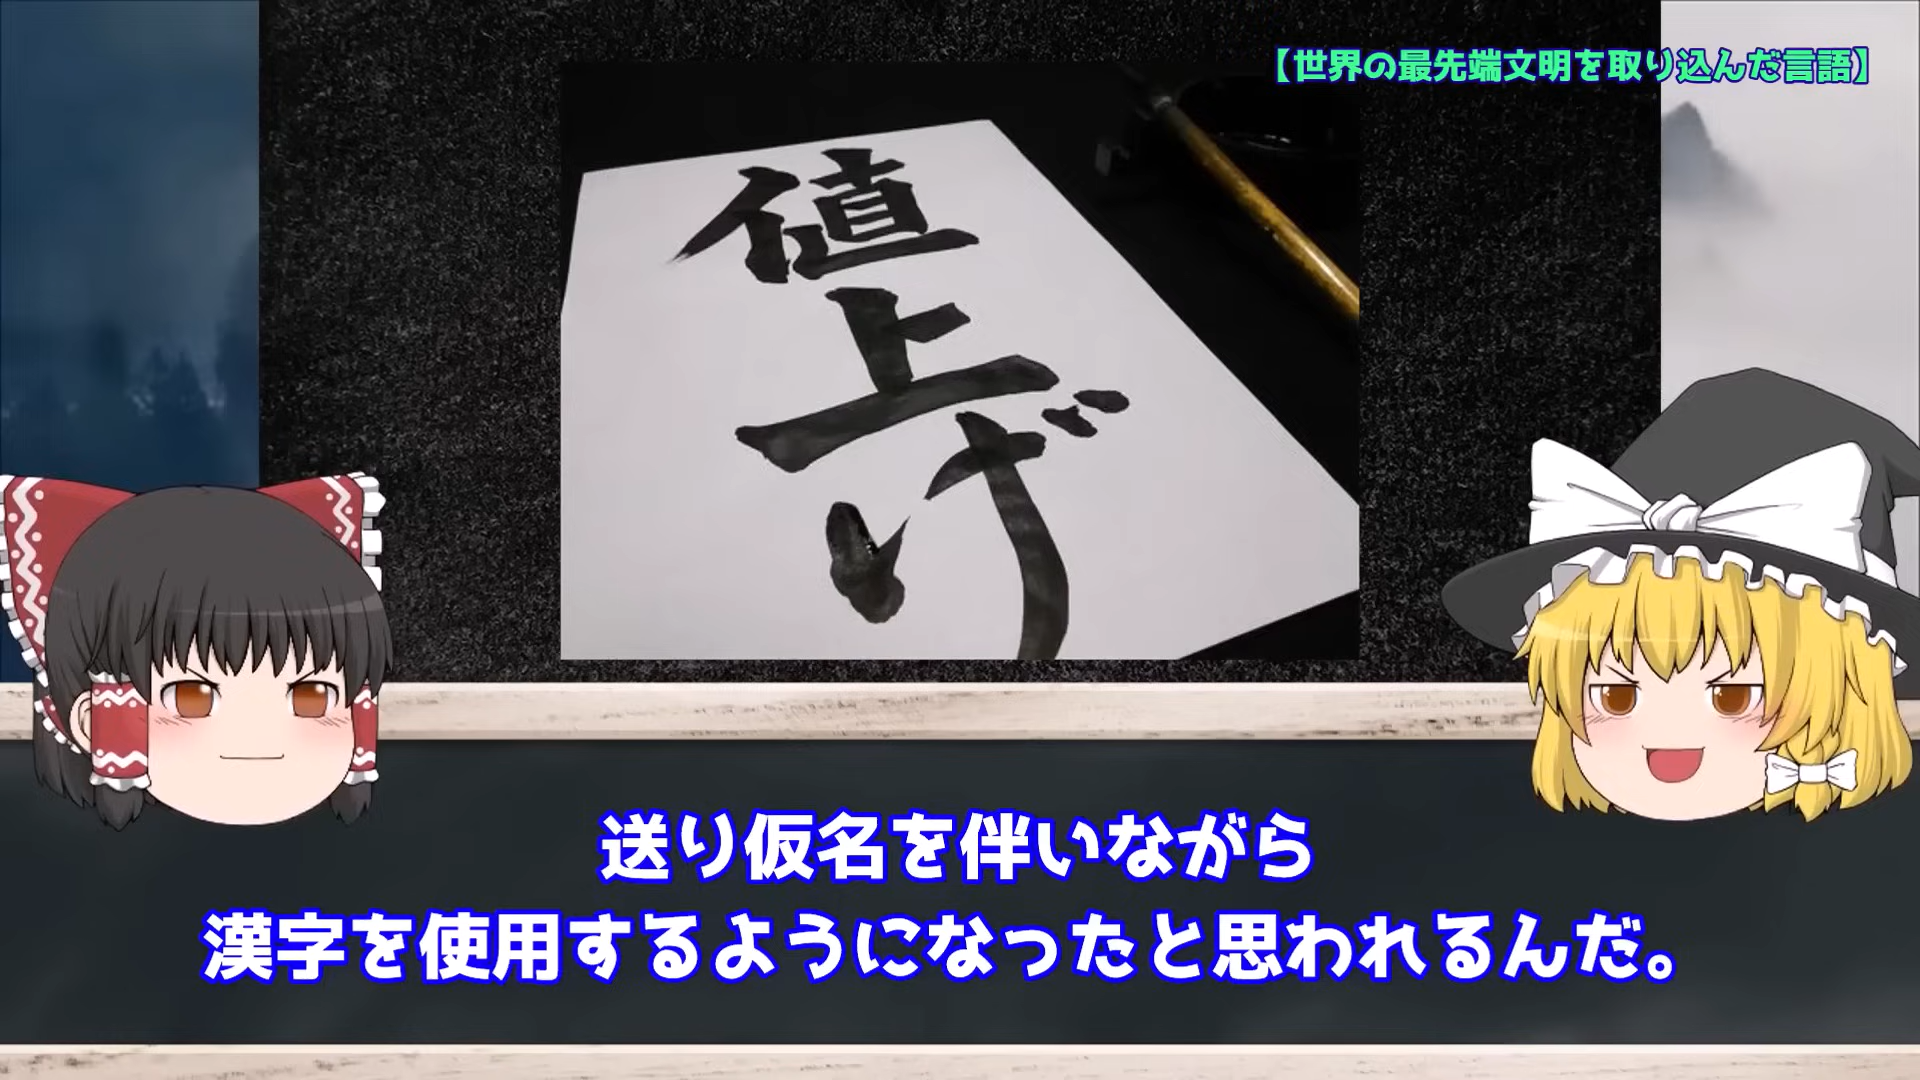 【世界の最先端文明を取り込んだ言語】
値上げ
送り仮名を伴いながら
漢字を使用するようになったと思われるんだ。